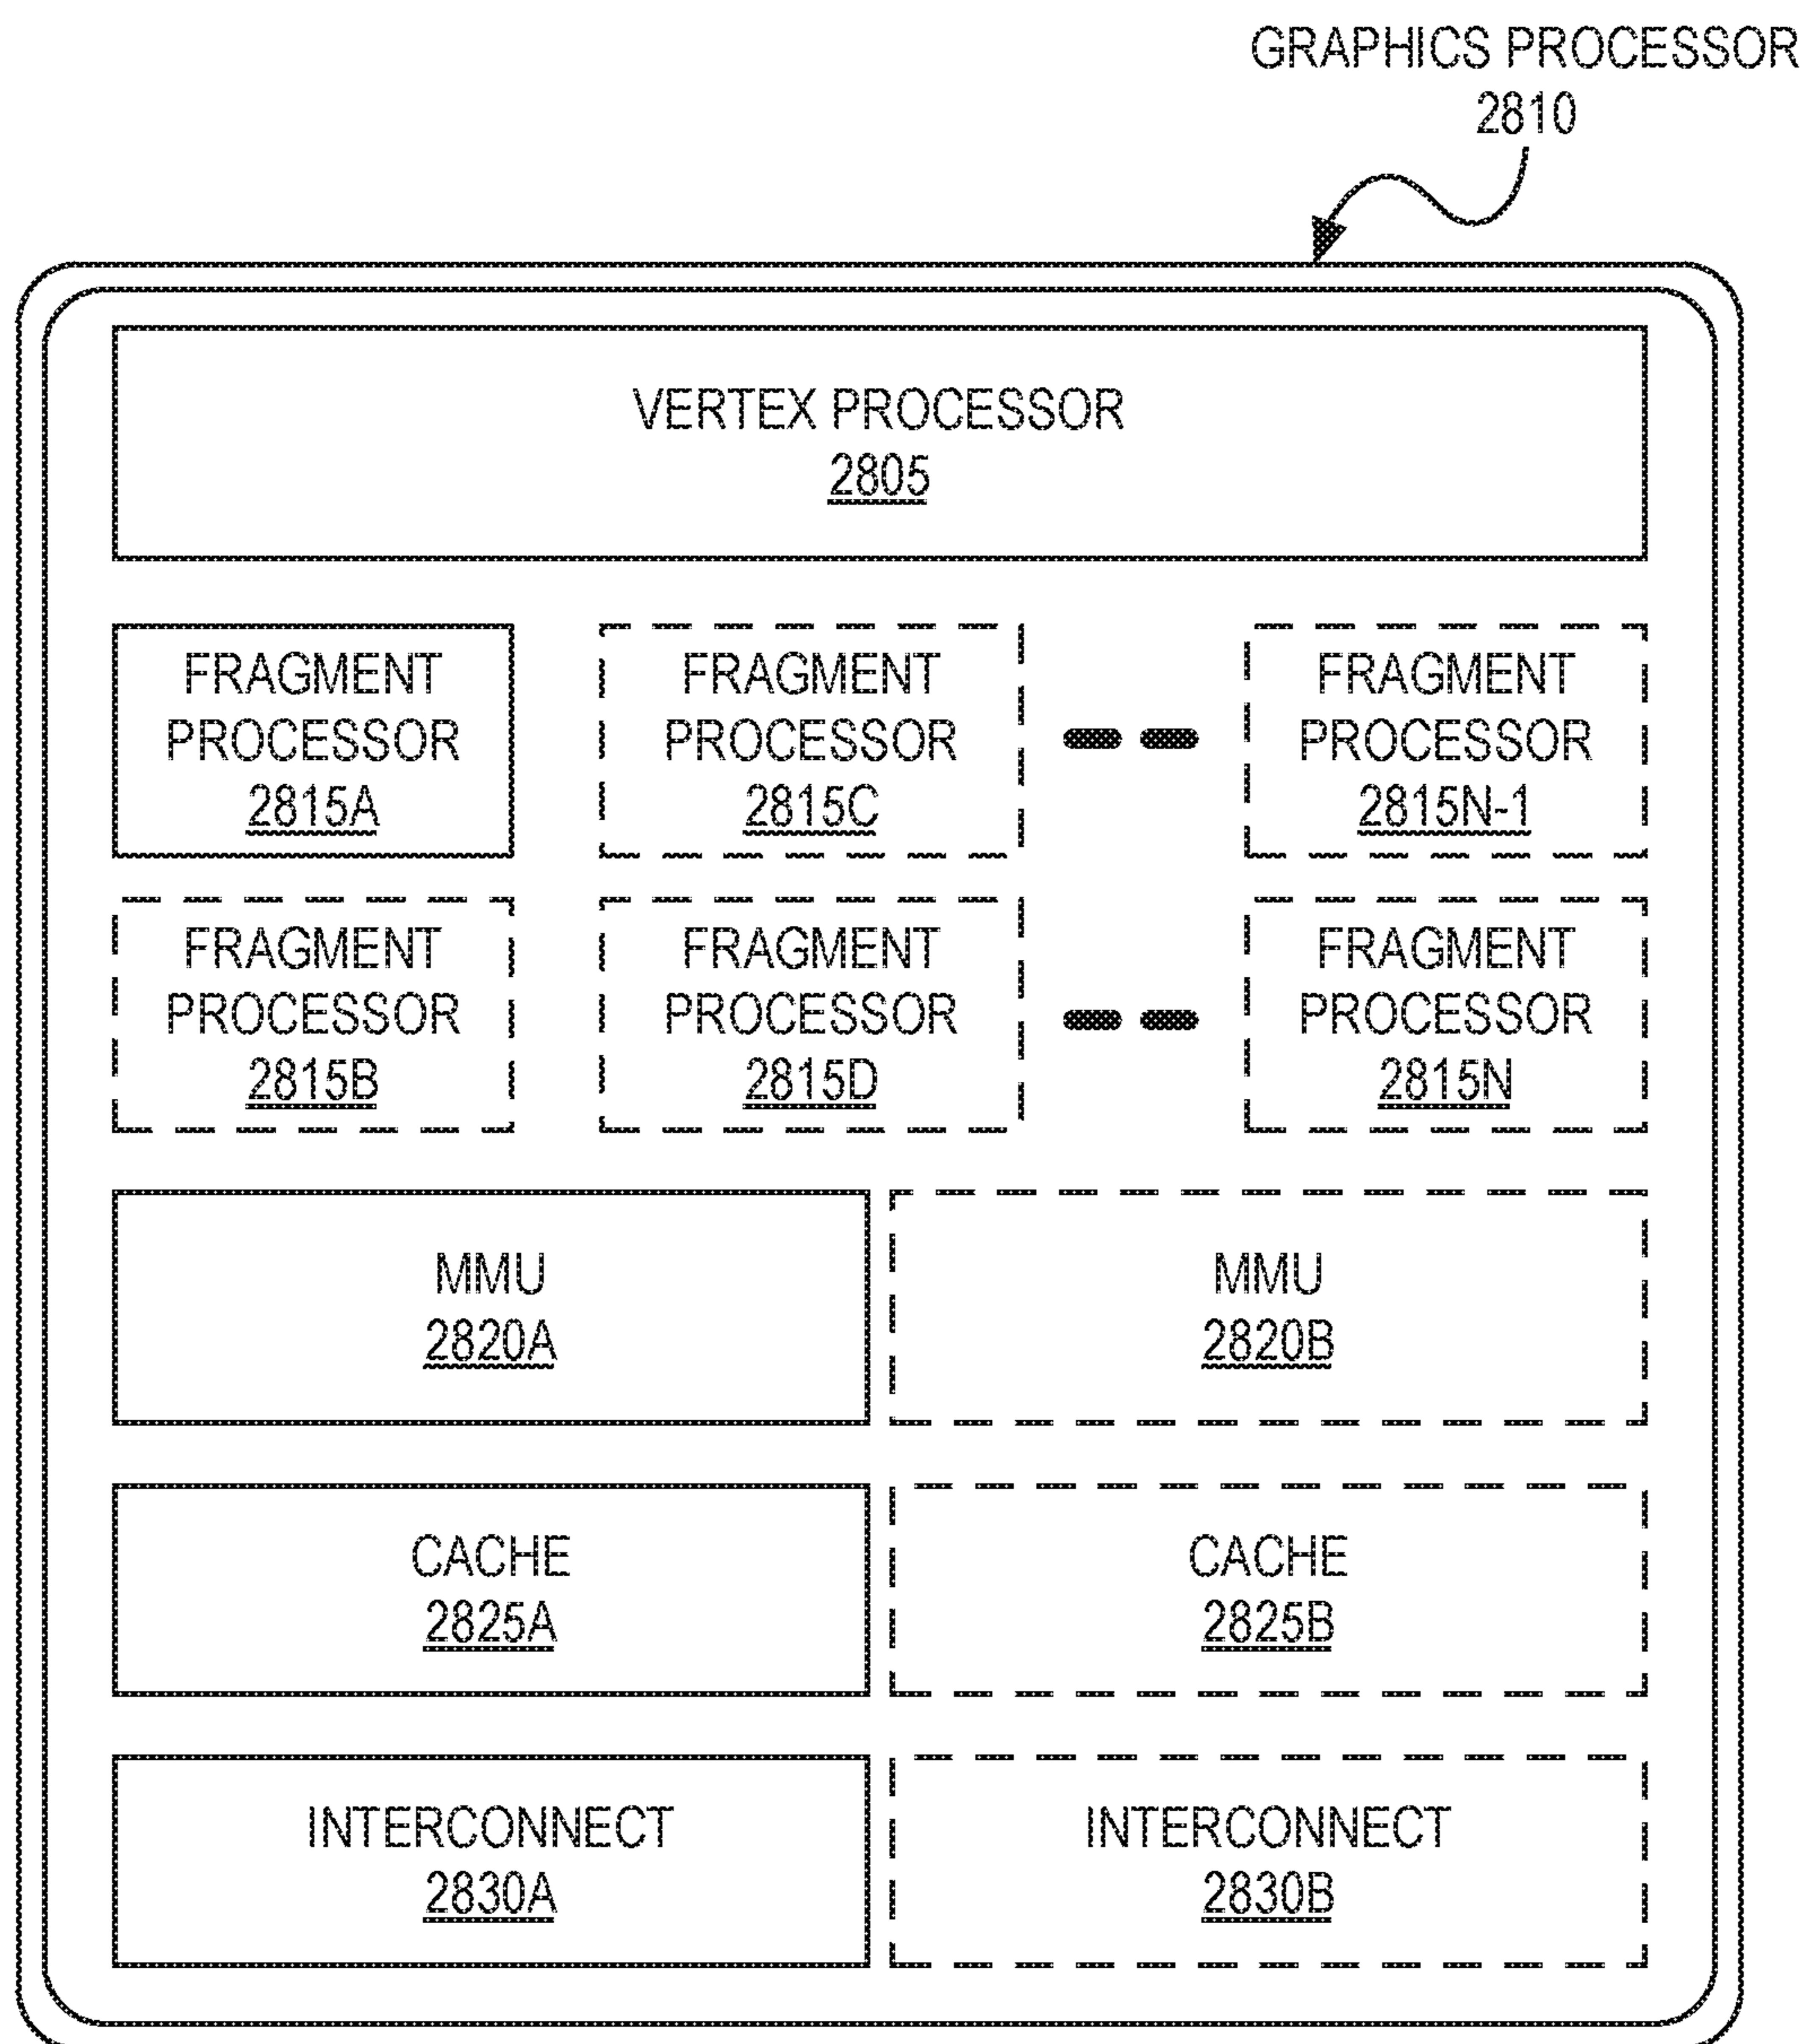 GRAPHICS PROCESSOR
2810
VERTEX PROCESSOR
2805
FRAGMENT
PROCESSOR
2815A
FRAGMENT
PROCESSOR
2815C
FRAGMENT
PROCESSOR
2815N-1
FRAGMENT
PROCESSOR
2815B
FRAGMENT
PROCESSOR
2815D
FRAGMENT
PROCESSOR
2815N
MMU
2820A
MMU
2820B
CACHE
2825A
CACHE
2825B
INTERCONNECT
2830A
INTERCONNECT
2830B